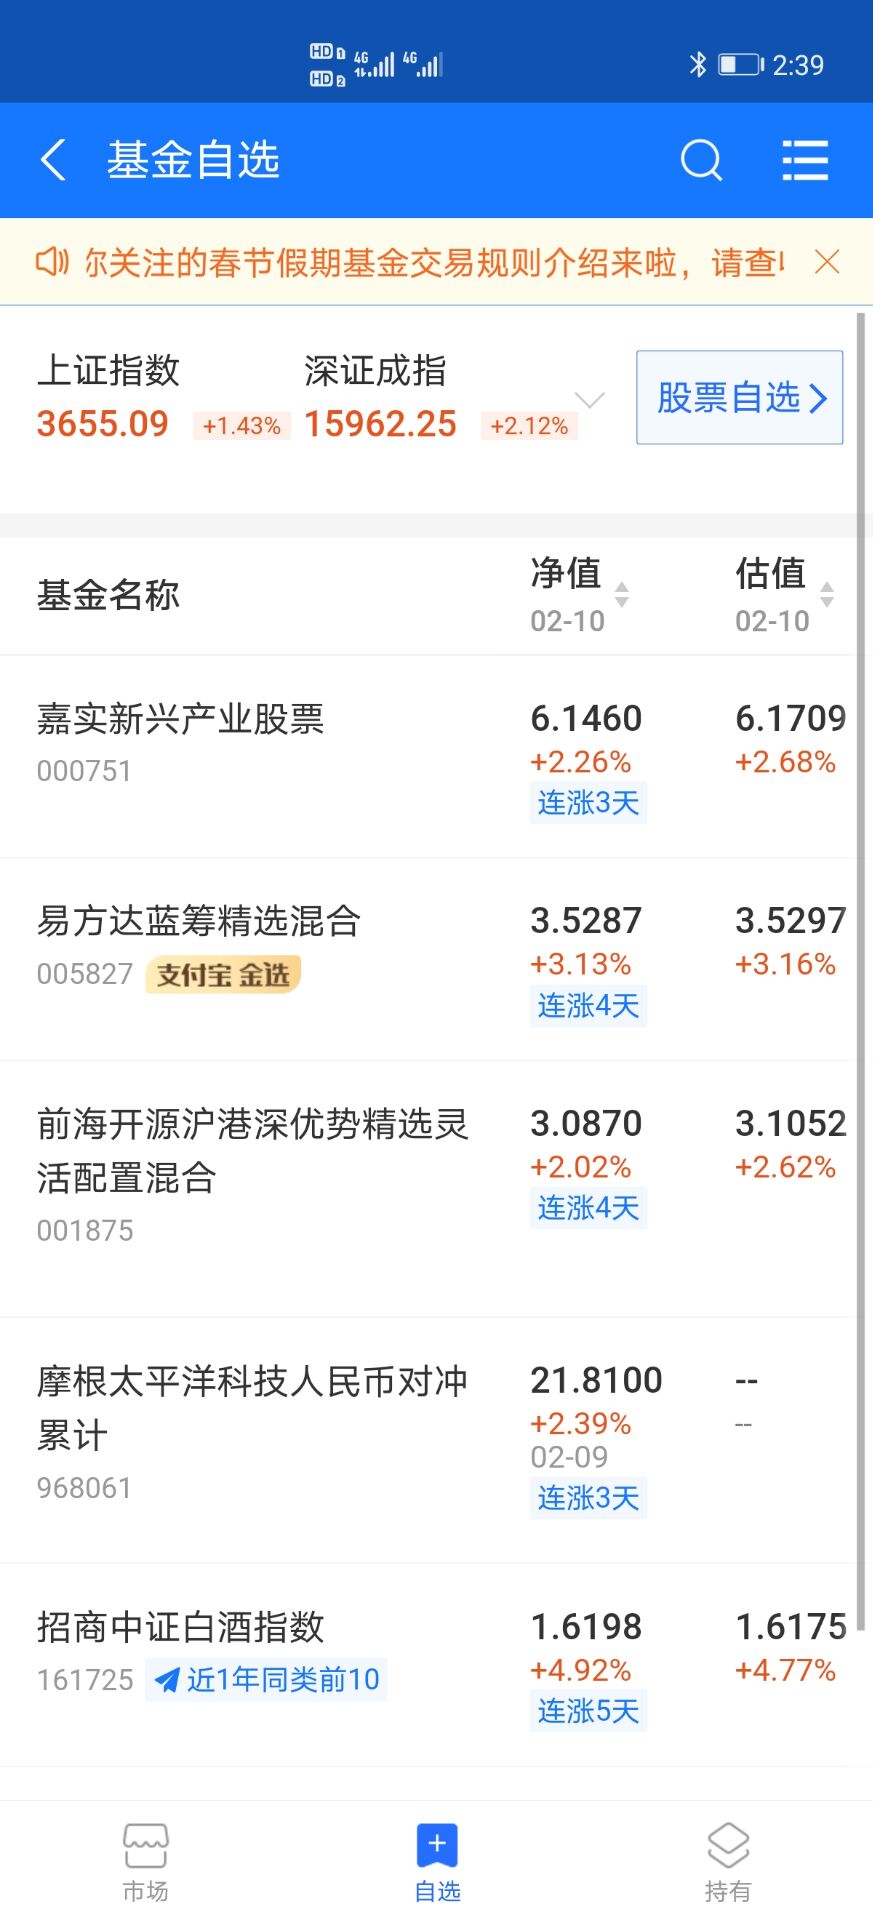 HD 1 4G 4G
HD 2
2:39
基金自选
你关注的春节假期基金交易规则介绍来啦，请查
上证指数 深证成指
3655.09 +1.43% 15962.25 +2.12%
股票自选
基金名称 净值 估值
02-10 02-10
嘉实新兴产业股票 6.1460 6.1709
000751 +2.26% +2.68%
连涨3天
易方达蓝筹精选混合 3.5287 3.5297
005827 支付宝 金选 +3.13% +3.16%
连涨4天
前海开源沪港深优势精选灵 3.0870 3.1052
活配置混合 +2.02% +2.62%
001875 连涨4天
摩根太平洋科技人民币对冲 21.8100 --
累计 +2.39% --
02-09
968061 连涨3天
招商中证白酒指数 1.6198 1.6175
161725 近1年同类前10 +4.92% +4.77%
连涨5天
市场 自选 持有